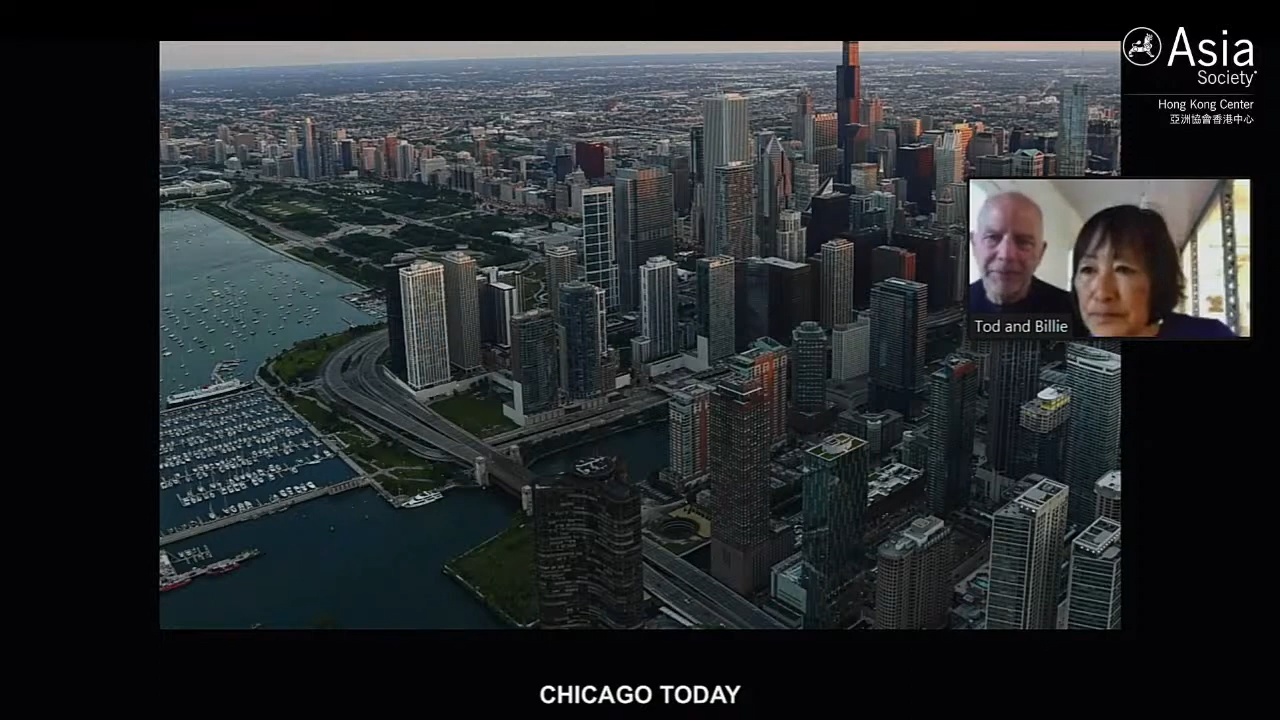 Asia
Society
Hong Kong Center
亞洲協會香港中心
Tod and Billie
CHICAGO TODAY